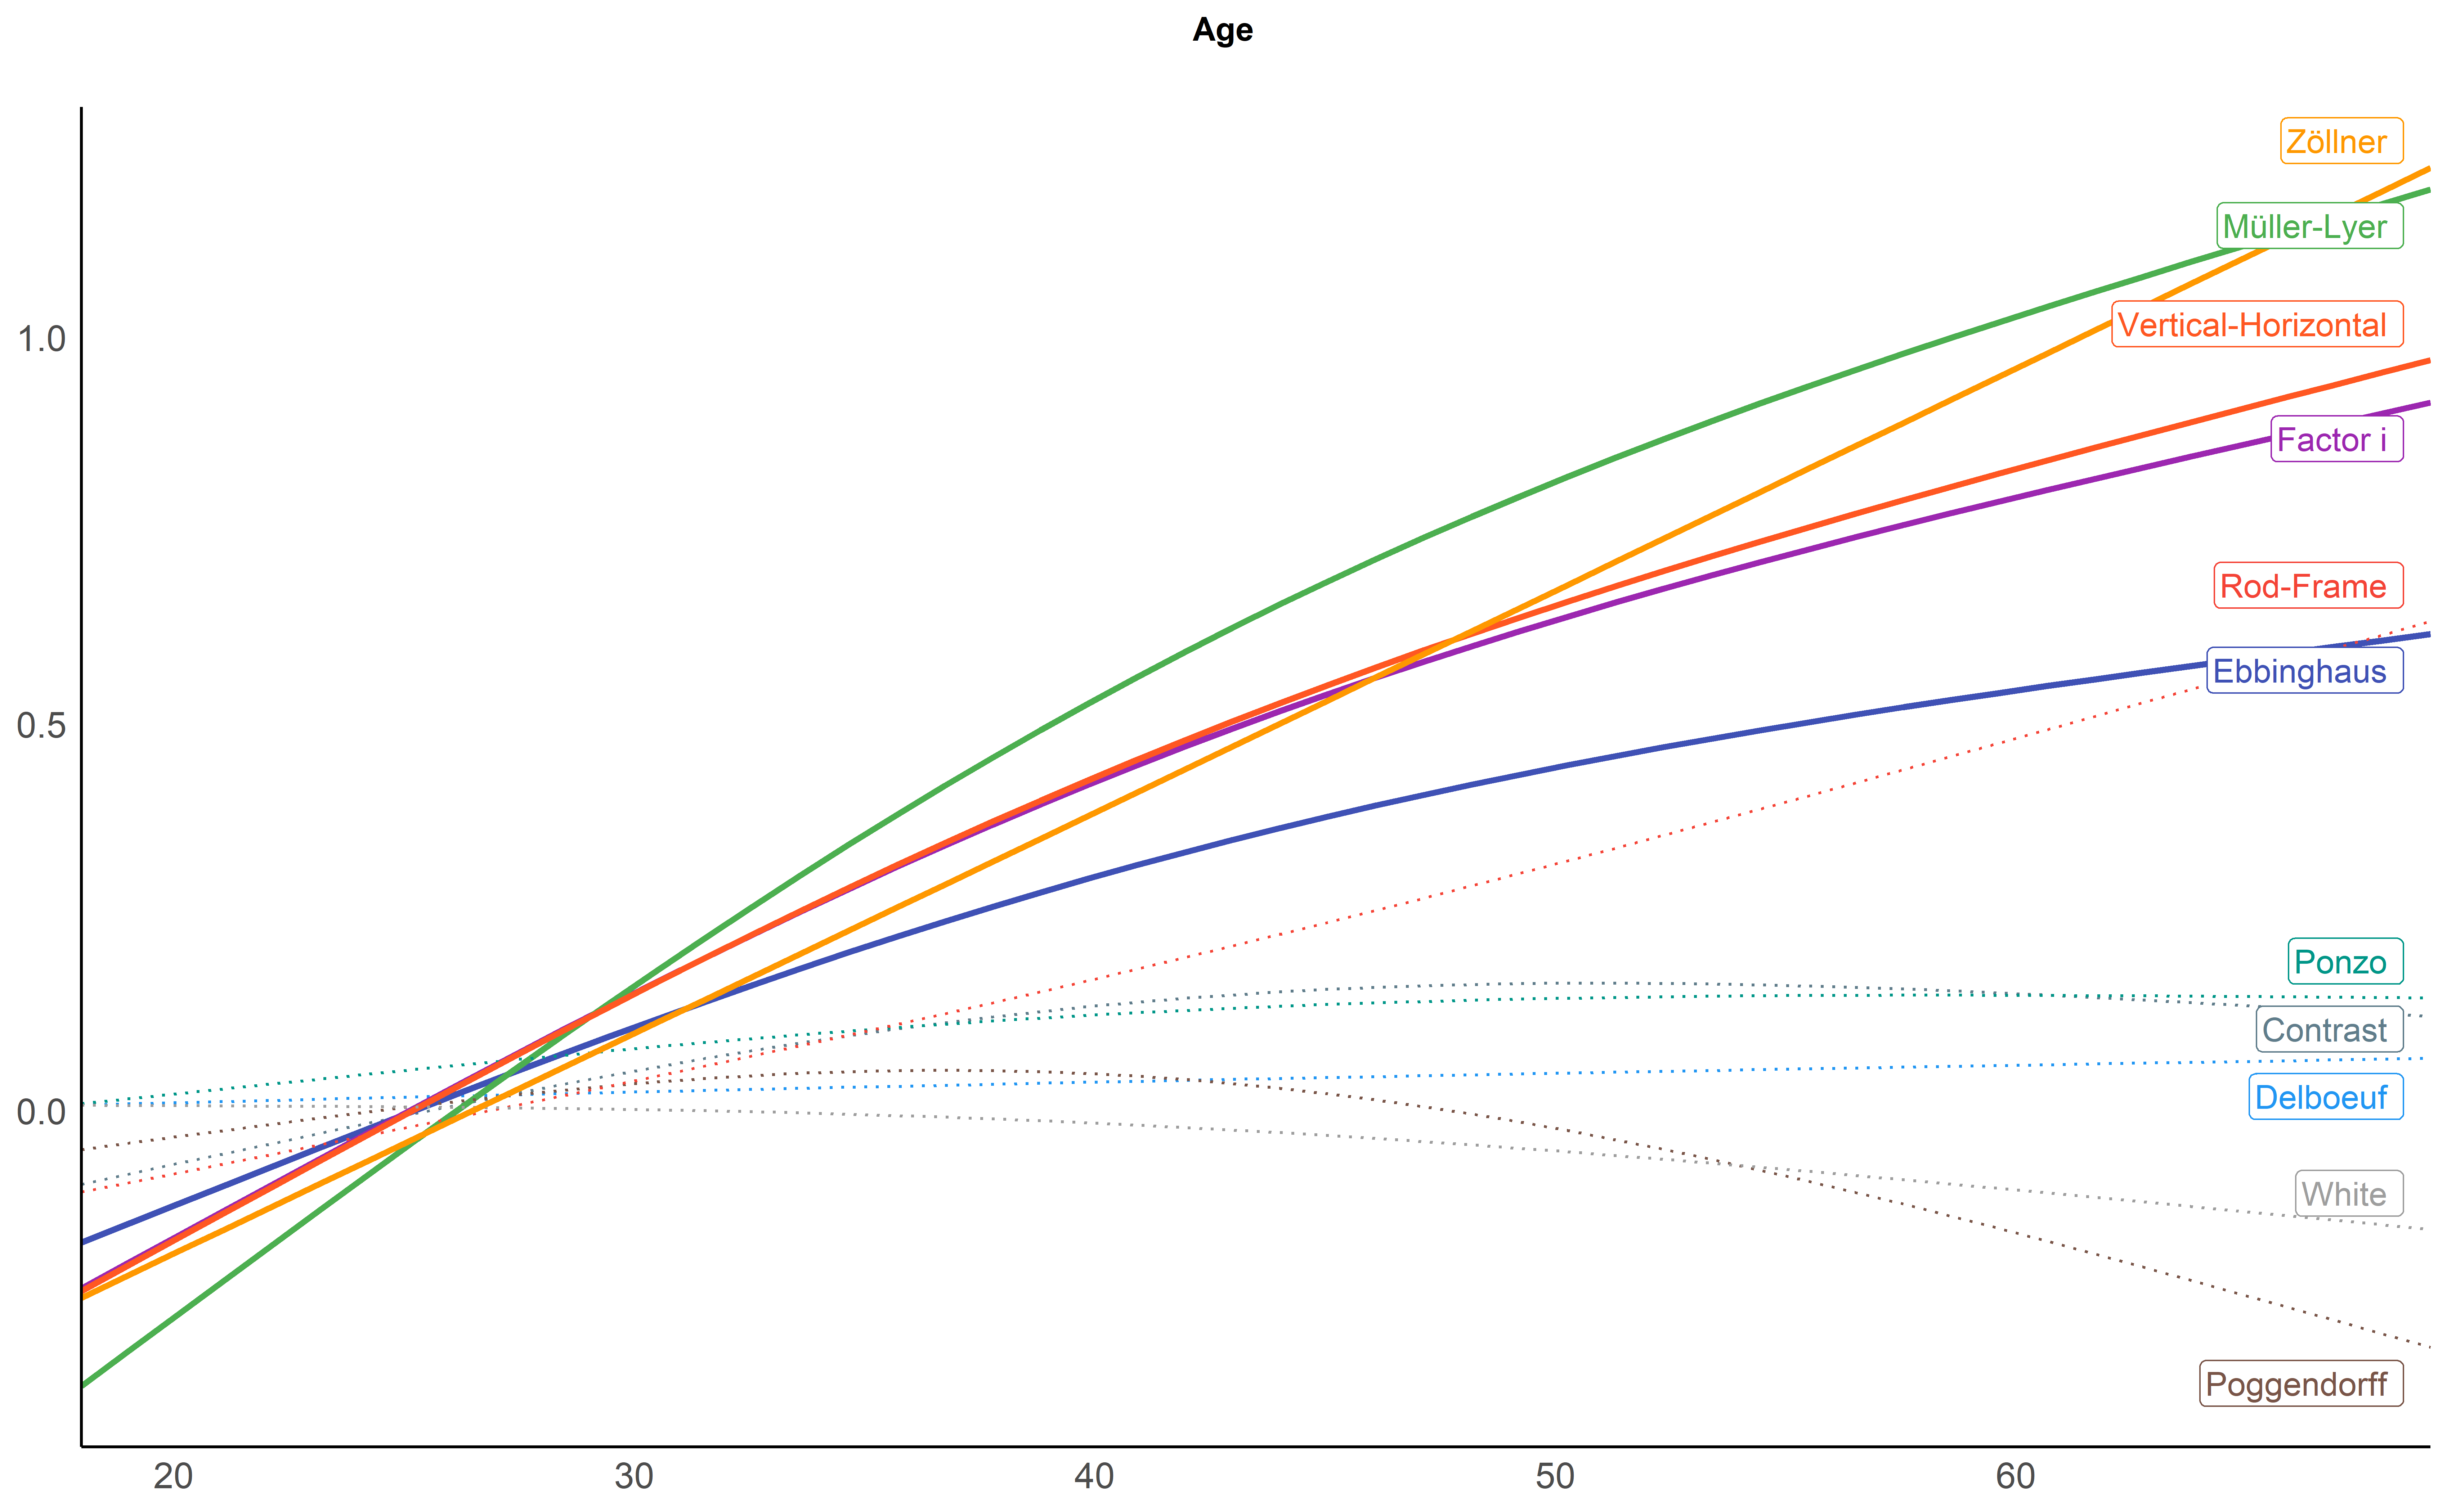 Age
Zöllner
Müller-Lyer
1.0
Vertical-Horizontal
Factor i
Rod-Frame
Ebbinghaus
0.5
Ponzo
Contrast
Delboeuf
0.0
White
Poggendorff
20 30 40 50 60